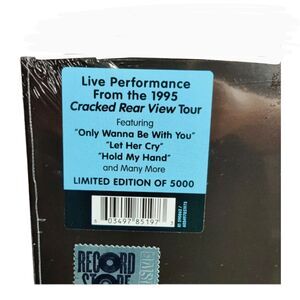 Live Performance
From the 1995
Cracked Rear View Tour
Featuring
"Only Wanna Be With You"
"Let Her Cry"
"Hold My Hand"
and Many More
LIMITED EDITION OF 5000
03497 85197
RECORD
STORE